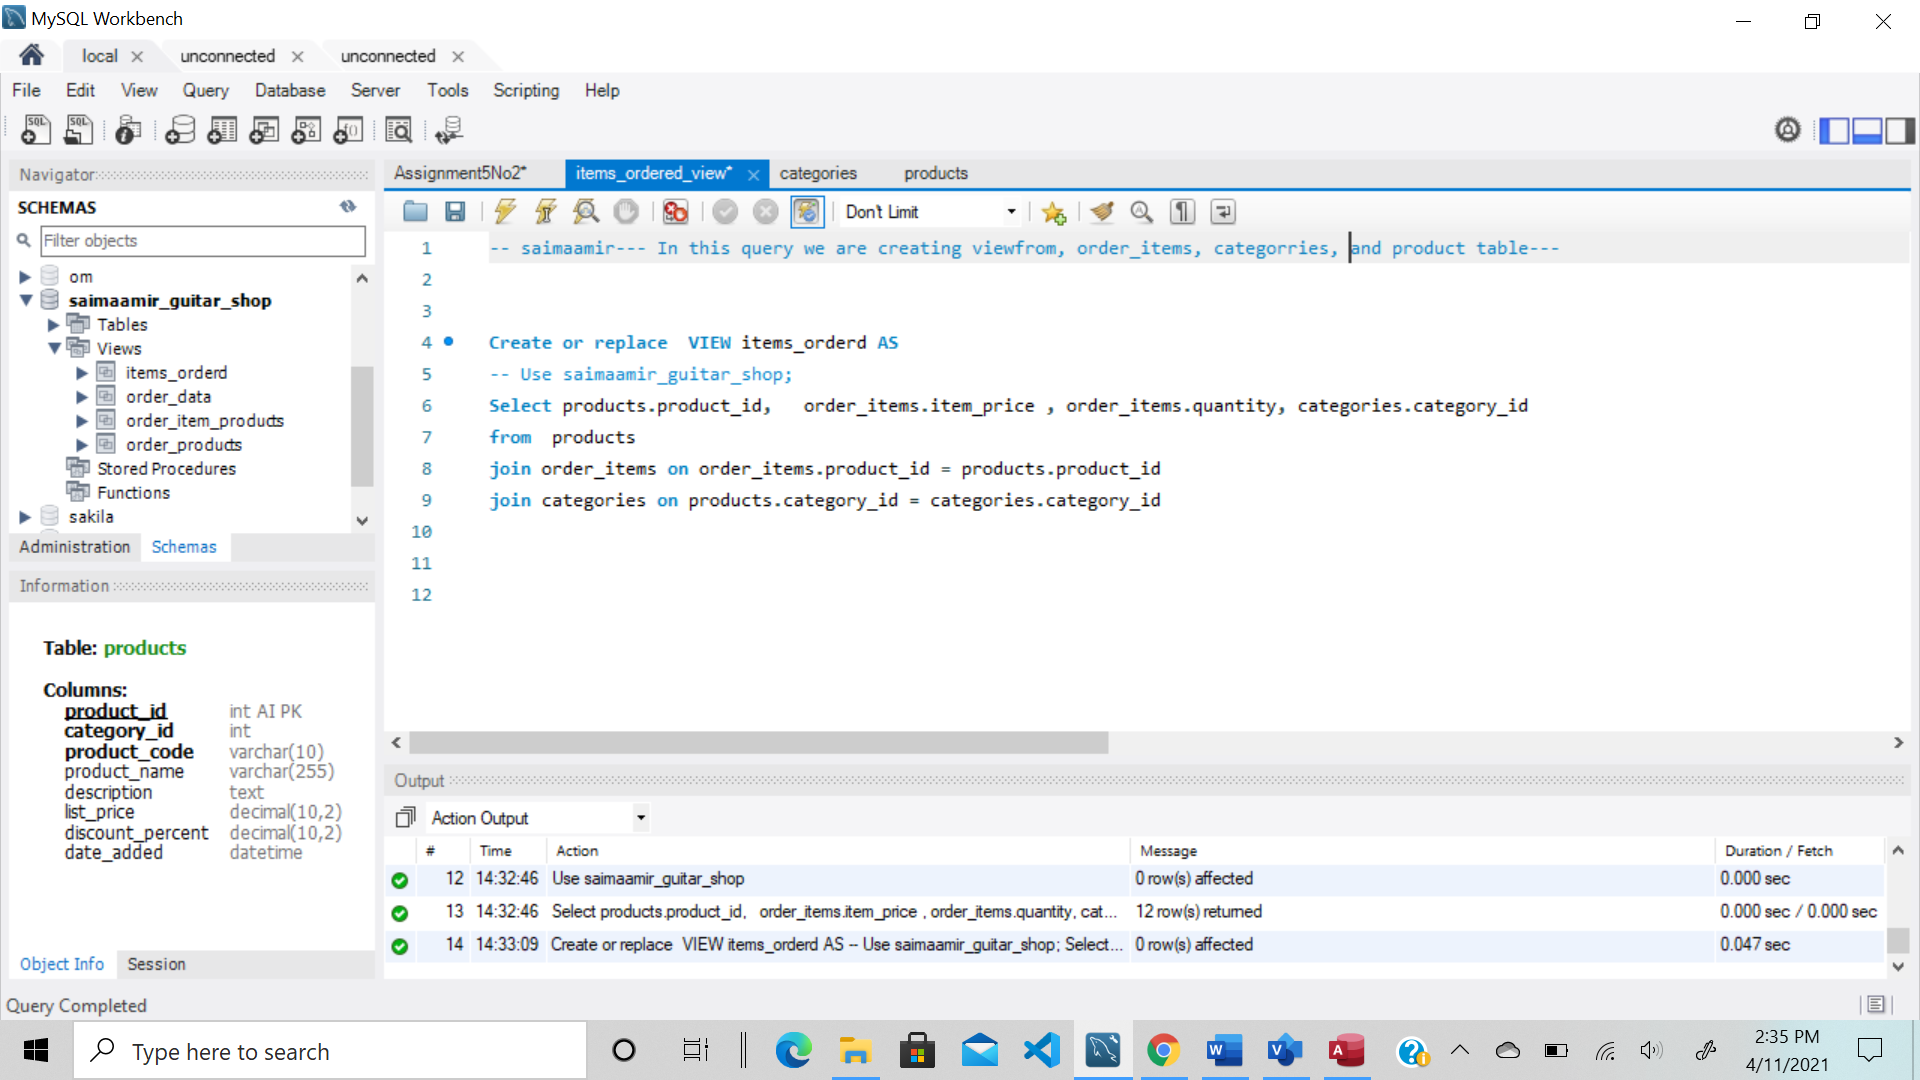 MySQL Workbench
local
unconnected
unconnected
File Edit View Query Database Server Tools Scripting Help
Navigator
SCHEMAS
Filter objects
om
saimaamir_guitar_shop
Tables
Views
items_orderd
order_data
order_item_products
order_products
Stored Procedures
Functions
sakila
Administration Schemas
Information
Table: products
Columns:
product_id int AI PK
category_id int
product_code varchar(10)
product_name varchar(255)
description text
list_price decimal(10,2)
discount_percent decimal(10,2)
date_added datetime
Object Info Session
Query Completed
Assignment5No2* items_ordered_view* categories products
Don't Limit
1 -- saimaamir--- In this query we are creating viewfrom, order_items, categorries, and product table---
2
3
4 Create or replace  VIEW items_orderd AS
5 -- Use saimaamir_guitar_shop;
6 Select products.product_id,   order_items.item_price , order_items.quantity, categories.category_id
7 from  products
8 join order_items on order_items.product_id = products.product_id
9 join categories on products.category_id = categories.category_id
10
11
12
Output
Action Output
# Time Action Message Duration / Fetch
12 14:32:46 Use saimaamir_guitar_shop 0 row(s) affected 0.000 sec
13 14:32:46 Select products.product_id,   order_items.item_price , order_items.quantity, cat... 12 row(s) returned 0.000 sec / 0.000 sec
14 14:33:09 Create or replace  VIEW items_orderd AS -- Use saimaamir_guitar_shop; Select... 0 row(s) affected 0.047 sec
Type here to search
2:35 PM
4/11/2021